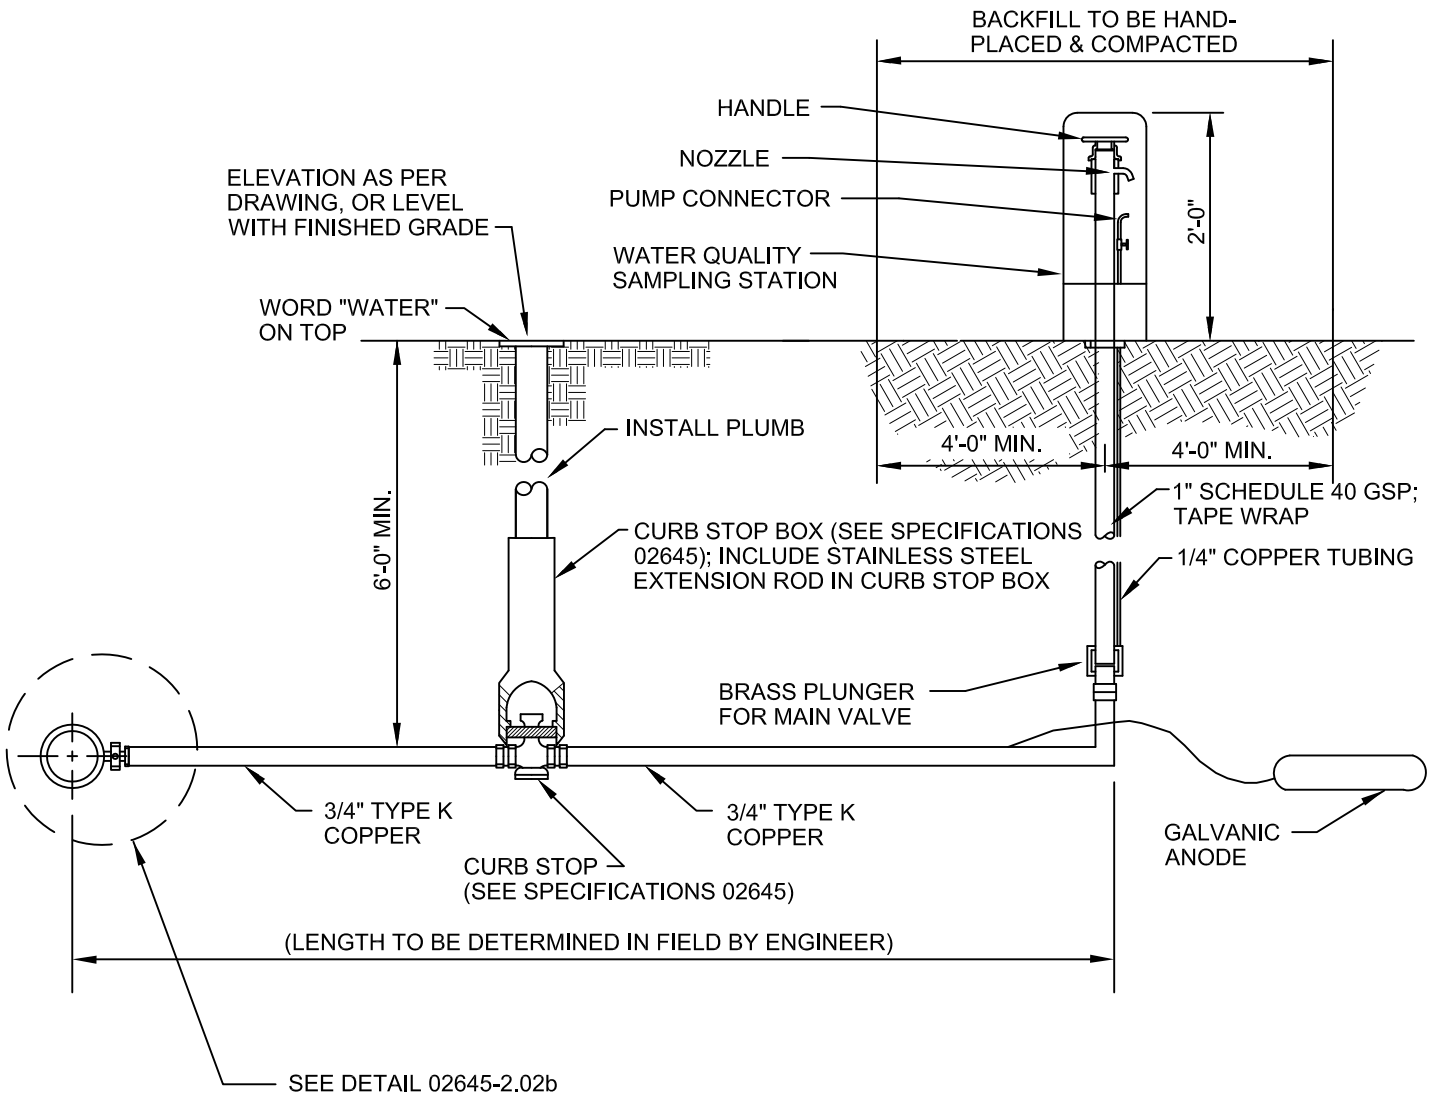 BACKFILL TO BE HAND-
PLACED & COMPACTED
HANDLE
NOZZLE
PUMP CONNECTOR
WATER QUALITY
SAMPLING STATION
2'-0"
ELEVATION AS PER
DRAWING, OR LEVEL
WITH FINISHED GRADE
WORD "WATER"
ON TOP
INSTALL PLUMB
4'-0" MIN.
4'-0" MIN.
6'-0" MIN.
1" SCHEDULE 40 GSP;
TAPE WRAP
CURB STOP BOX (SEE SPECIFICATIONS
02645); INCLUDE STAINLESS STEEL
EXTENSION ROD IN CURB STOP BOX
1/4" COPPER TUBING
BRASS PLUNGER
FOR MAIN VALVE
3/4" TYPE K
COPPER
3/4" TYPE K
COPPER
CURB STOP
(SEE SPECIFICATIONS 02645)
GALVANIC
ANODE
(LENGTH TO BE DETERMINED IN FIELD BY ENGINEER)
SEE DETAIL 02645-2.02b